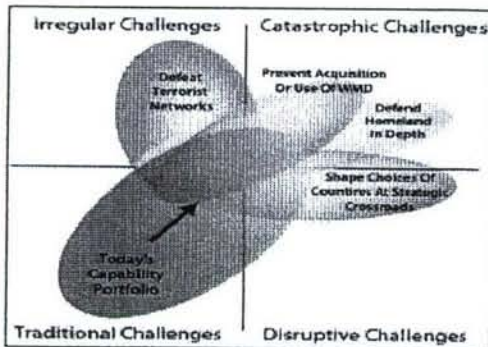 Irregular Challenges
Catastrophic Challenges
Defeat
Terrorist
Networks
Prevent Acquisition
Or Use Of WMD
Defend
Homeland
In Depth
Shape Choices Of
Countires At Strategic
Crossroads
Today's
Capability
Portfolio
Traditional Challenges
Disruptive Challenges